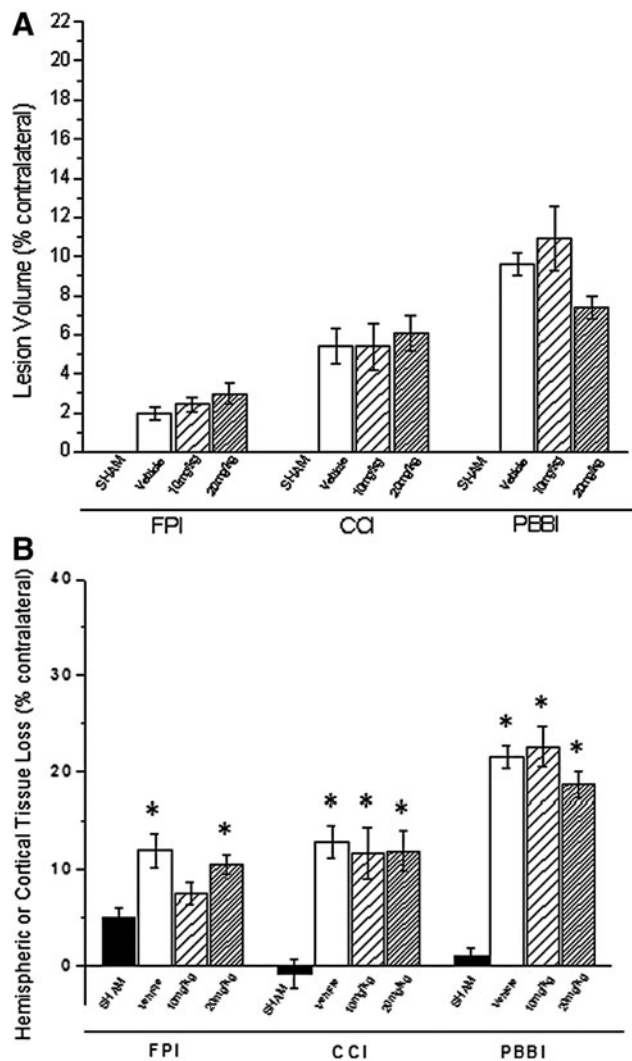 A
Lesion Volume (% contralateral)
22
20
18
16
14
12
10
8
6
4
2
0
SHAM Vehicle 10mg/kg 20mg/kg SHAM Vehicle 10mg/kg 20mg/kg SHAM Vehicle 10mg/kg 20mg/kg
FPI CCI PBBI
B
Hemispheric or Cortical Tissue Loss (% contralateral)
40
30
20
10
0
* * * * * * * *
SHAM Vehicle 10mg/kg 20mg/kg SHAM Vehicle 10mg/kg 20mg/kg SHAM Vehicle 10mg/kg 20mg/kg
FPI CCI PBBI